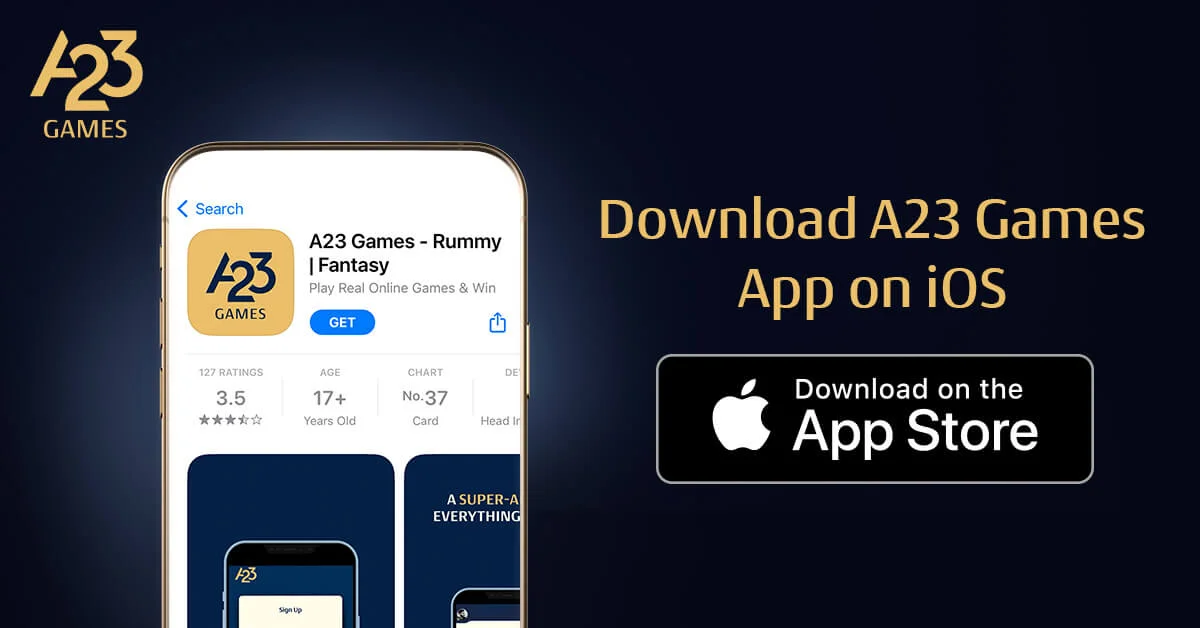 A23
GAMES
Search
A23
GAMES
A23 Games - Rummy
| Fantasy
Play Real Online Games & Win
GET
127 RATINGS
3.5
AGE
17+
Years Old
CHART
No.37
Card
Head
A SUPER-A
EVERYTHING
A23
Sign Up
Download A23 Games
App on iOS
Download on the
App Store